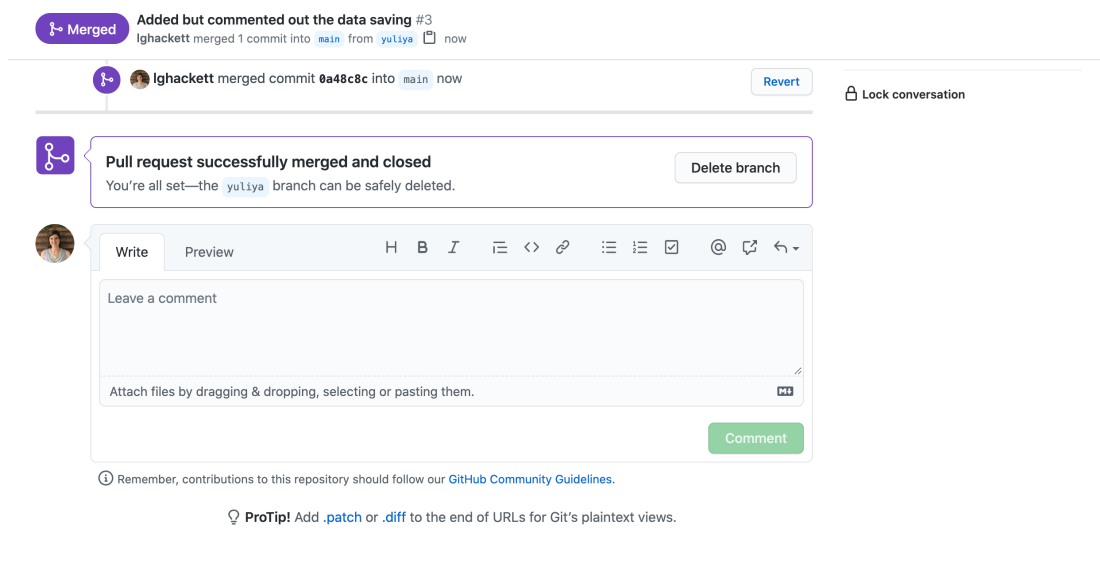 Merged
Added but commented out the data saving #3
lghackett merged 1 commit into main from yuliya now
lghackett merged commit 0a48c8c into main now
Revert
Lock conversation
Pull request successfully merged and closed
You're all set—the yuliya branch can be safely deleted.
Delete branch
Write Preview
Leave a comment
Attach files by dragging & dropping, selecting or pasting them.
Comment
Remember, contributions to this repository should follow our GitHub Community Guidelines.
ProTip! Add .patch or .diff to the end of URLs for Git's plaintext views.